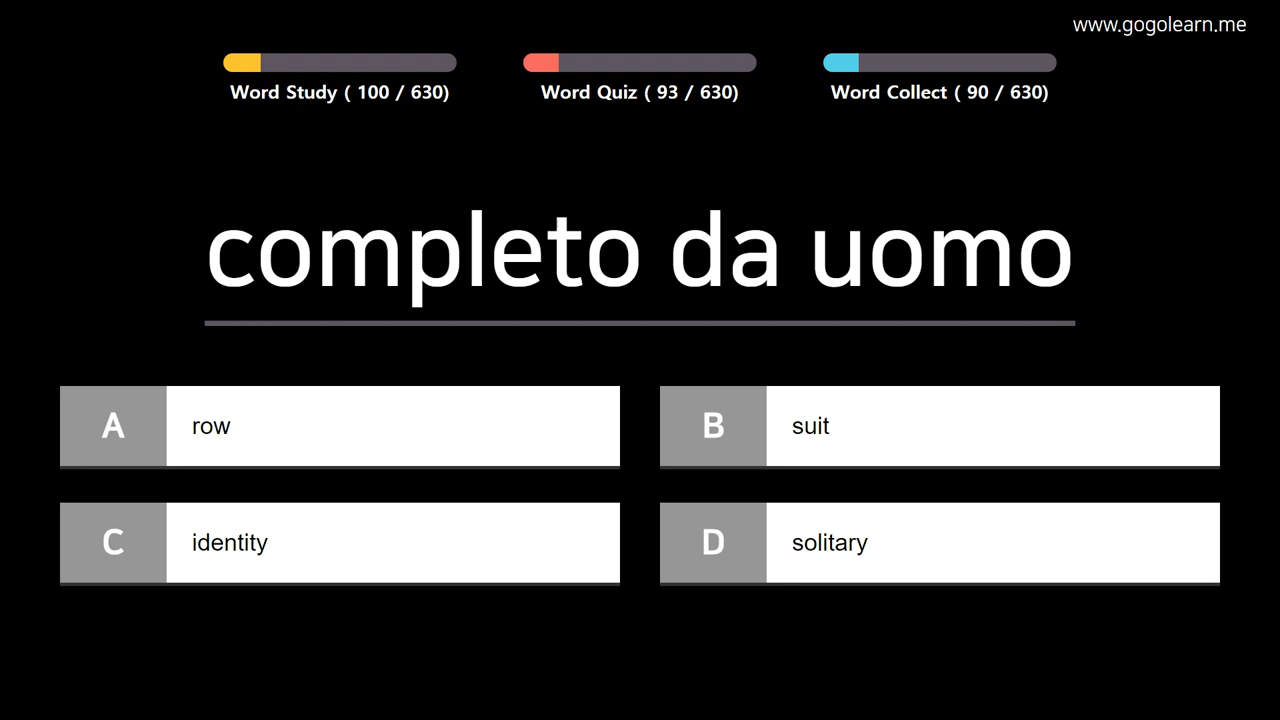 www.gogolearn.me
Word Study ( 100 / 630)
Word Quiz ( 93 / 630)
Word Collect ( 90 / 630)
completo da uomo
A row
B suit
C identity
D solitary